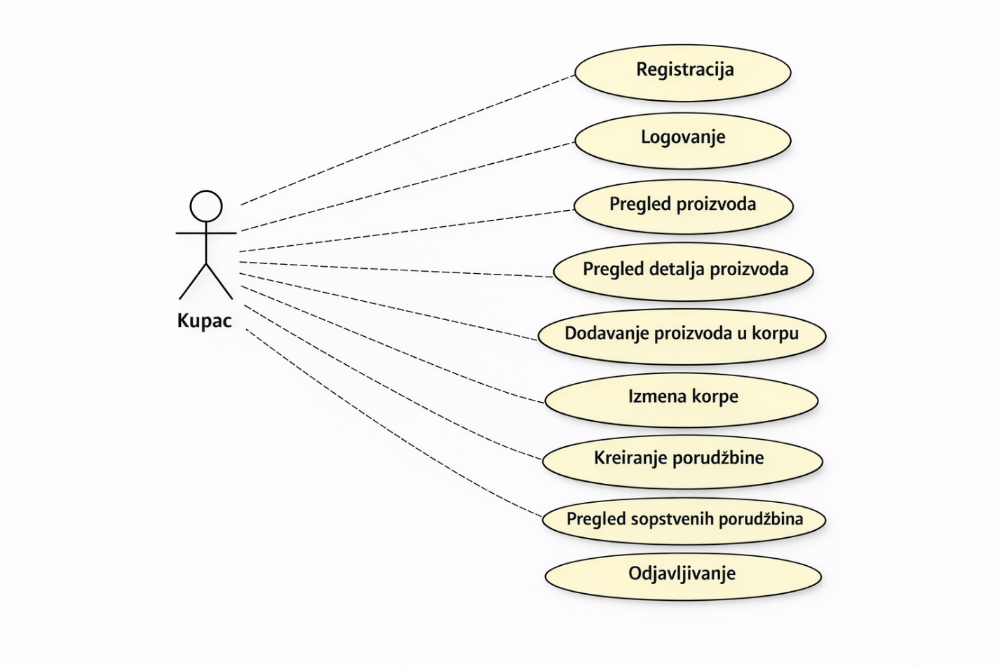 Registracija
Logovanje
Pregled proizvoda
Pregled detalja proizvoda
Dodavanje proizvoda u korpu
Kupac
Izmena korpe
Kreiranje porudžbine
Pregled sopstvenih porudžbina
Odjavljivanje